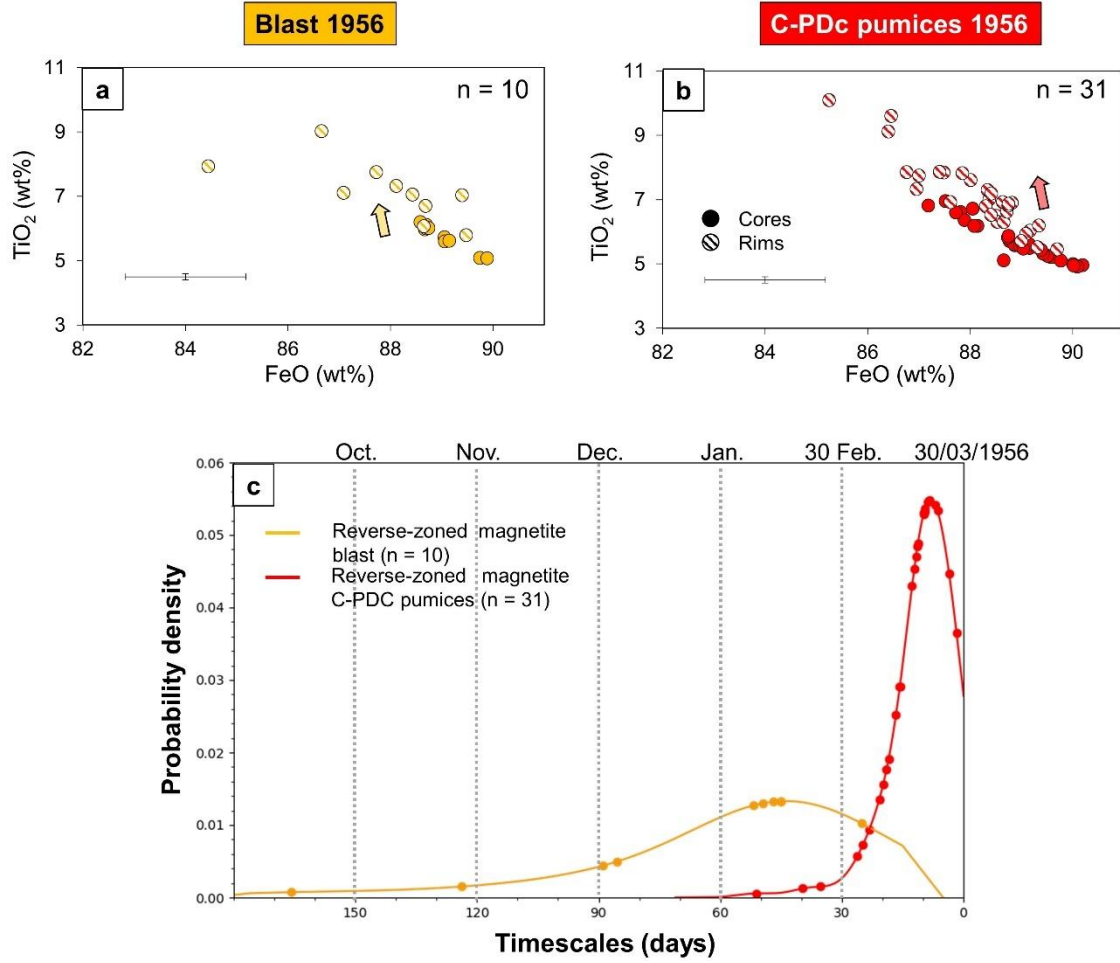 Blast 1956
C-PDc pumices 1956
a
n = 10
11
9
7
5
3
TiO₂ (wt%)
82 84 86 88 90
FeO (wt%)
b
n = 31
11
9
7
5
3
TiO₂ (wt%)
Cores
Rims
82 84 86 88 90
FeO (wt%)
Oct. Nov. Dec. Jan. 30 Feb. 30/03/1956
c
0.06
0.05
0.04
0.03
0.02
0.01
0.00
Probability density
Reverse-zoned magnetite
blast (n = 10)
Reverse-zoned magnetite
C-PDC pumices (n = 31)
150 120 90 60 30 0
Timescales (days)